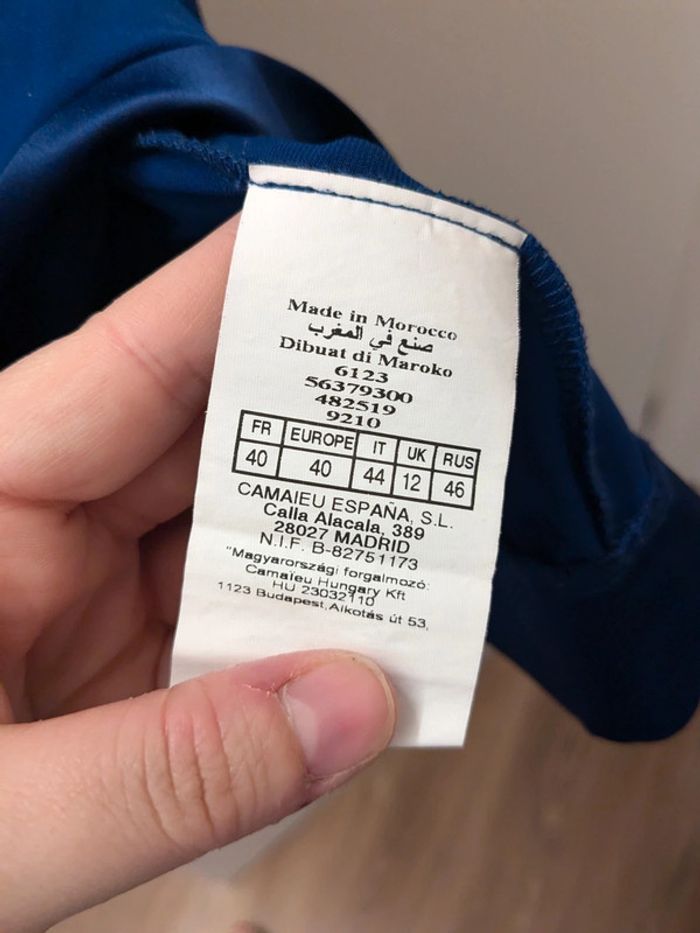 Made in Morocco
صنع في المغرب
Dibuat di Maroko
6123
56379300
482519
9210
FR EUROPE IT UK RUS
40 40 44 12 46
CAMAIEU ESPAÑA, S.L.
Calla Alacala, 389
28027 MADRID
N.I.F. B-82751173
"Magyarországi forgalmozó:
Camaïeu Hungary Kft
HU 23032110
1123 Budapest, Alkotás út 53,